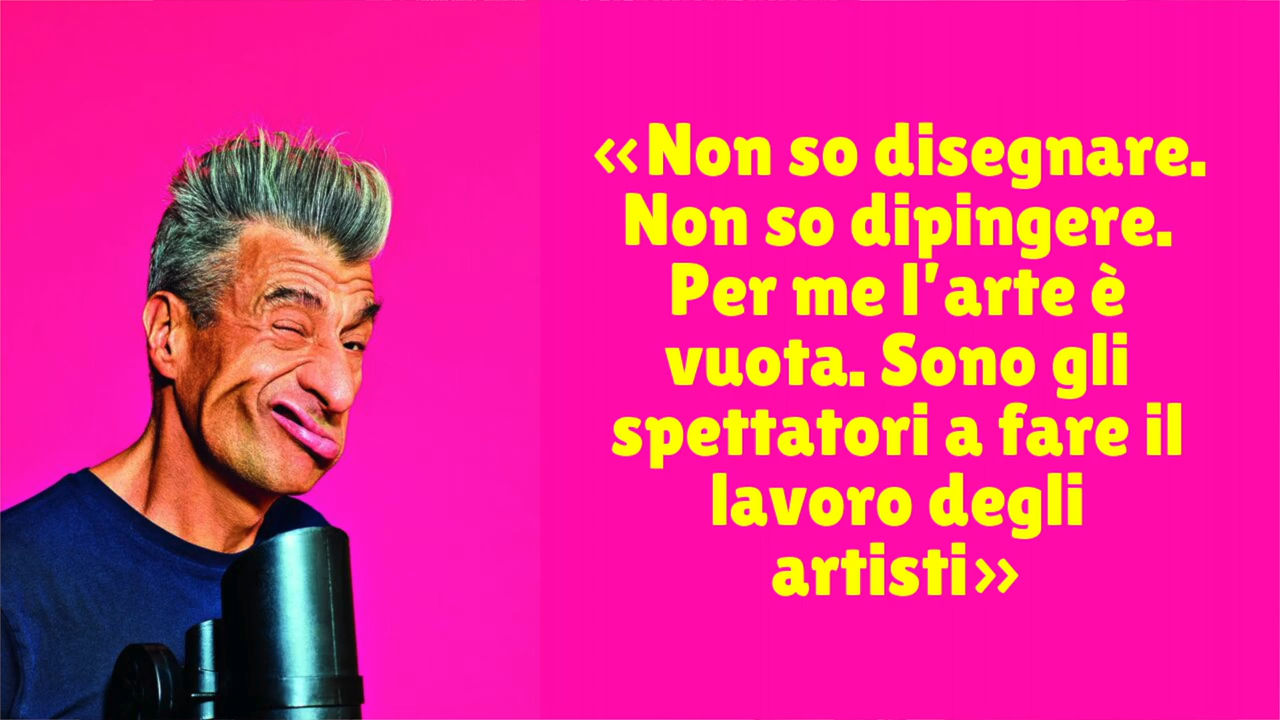 «Non so disegnare.
Non so dipingere.
Per me l'arte è
vuota. Sono gli
spettatori a fare il
lavoro degli
artisti»